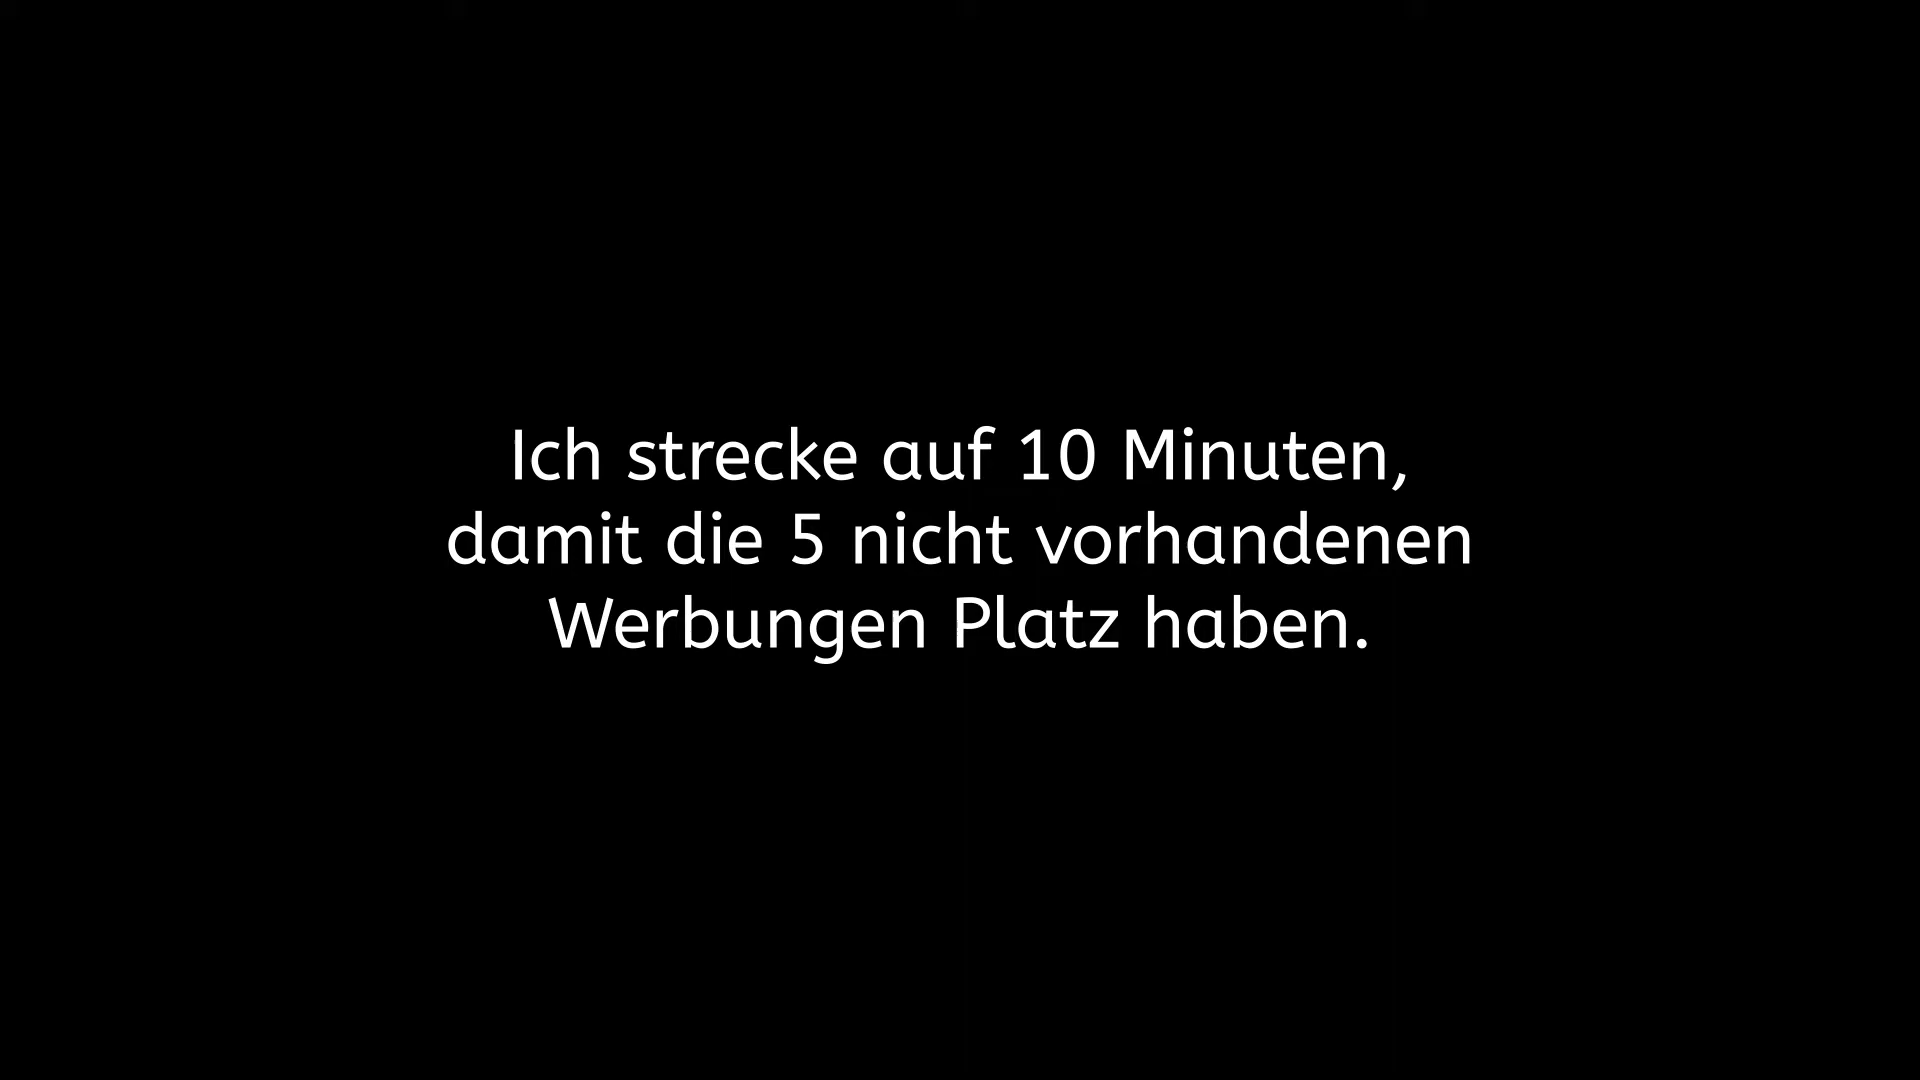 Ich strecke auf 10 Minuten,
damit die 5 nicht vorhandenen
Werbungen Platz haben.